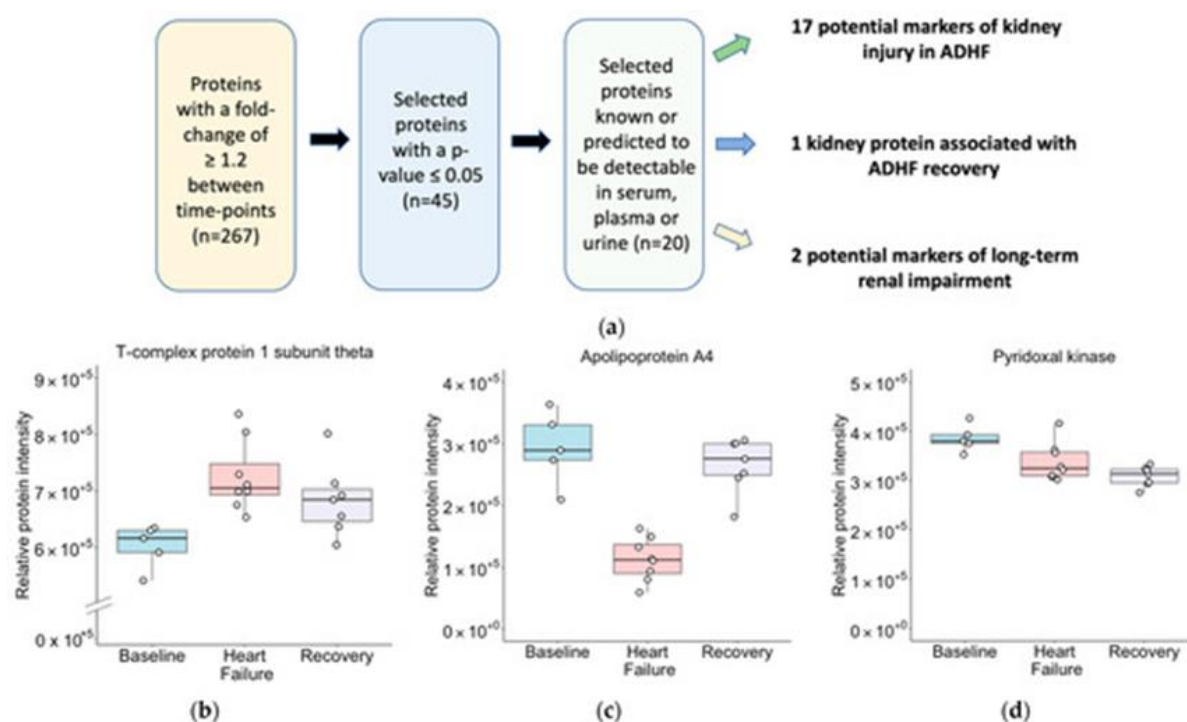 Proteins
with a fold-
change of
≥ 1.2
between
time-points
(n=267)
Selected
proteins
with a p-
value ≤ 0.05
(n=45)
Selected
proteins
known or
predicted to
be detectable
in serum,
plasma or
urine (n=20)
17 potential markers of kidney
injury in ADHF
1 kidney protein associated with
ADHF recovery
2 potential markers of long-term
renal impairment
(a)
T-complex protein 1 subunit theta
Relative protein intensity
9 × 10⁺⁵
8 × 10⁺⁵
7 × 10⁺⁵
6 × 10⁺⁵
0 × 10⁺⁵
Baseline
Heart
Failure
Recovery
(b)
Apolipoprotein A4
Relative protein intensity
4 × 10⁺⁵
3 × 10⁺⁵
2 × 10⁺⁵
1 × 10⁺⁵
0 × 10⁺⁰
Baseline
Heart
Failure
Recovery
(c)
Pyridoxal kinase
Relative protein intensity
5 × 10⁺⁵
4 × 10⁺⁵
3 × 10⁺⁵
2 × 10⁺⁵
1 × 10⁺⁵
0 × 10⁺⁰
Baseline
Heart
Failure
Recovery
(d)